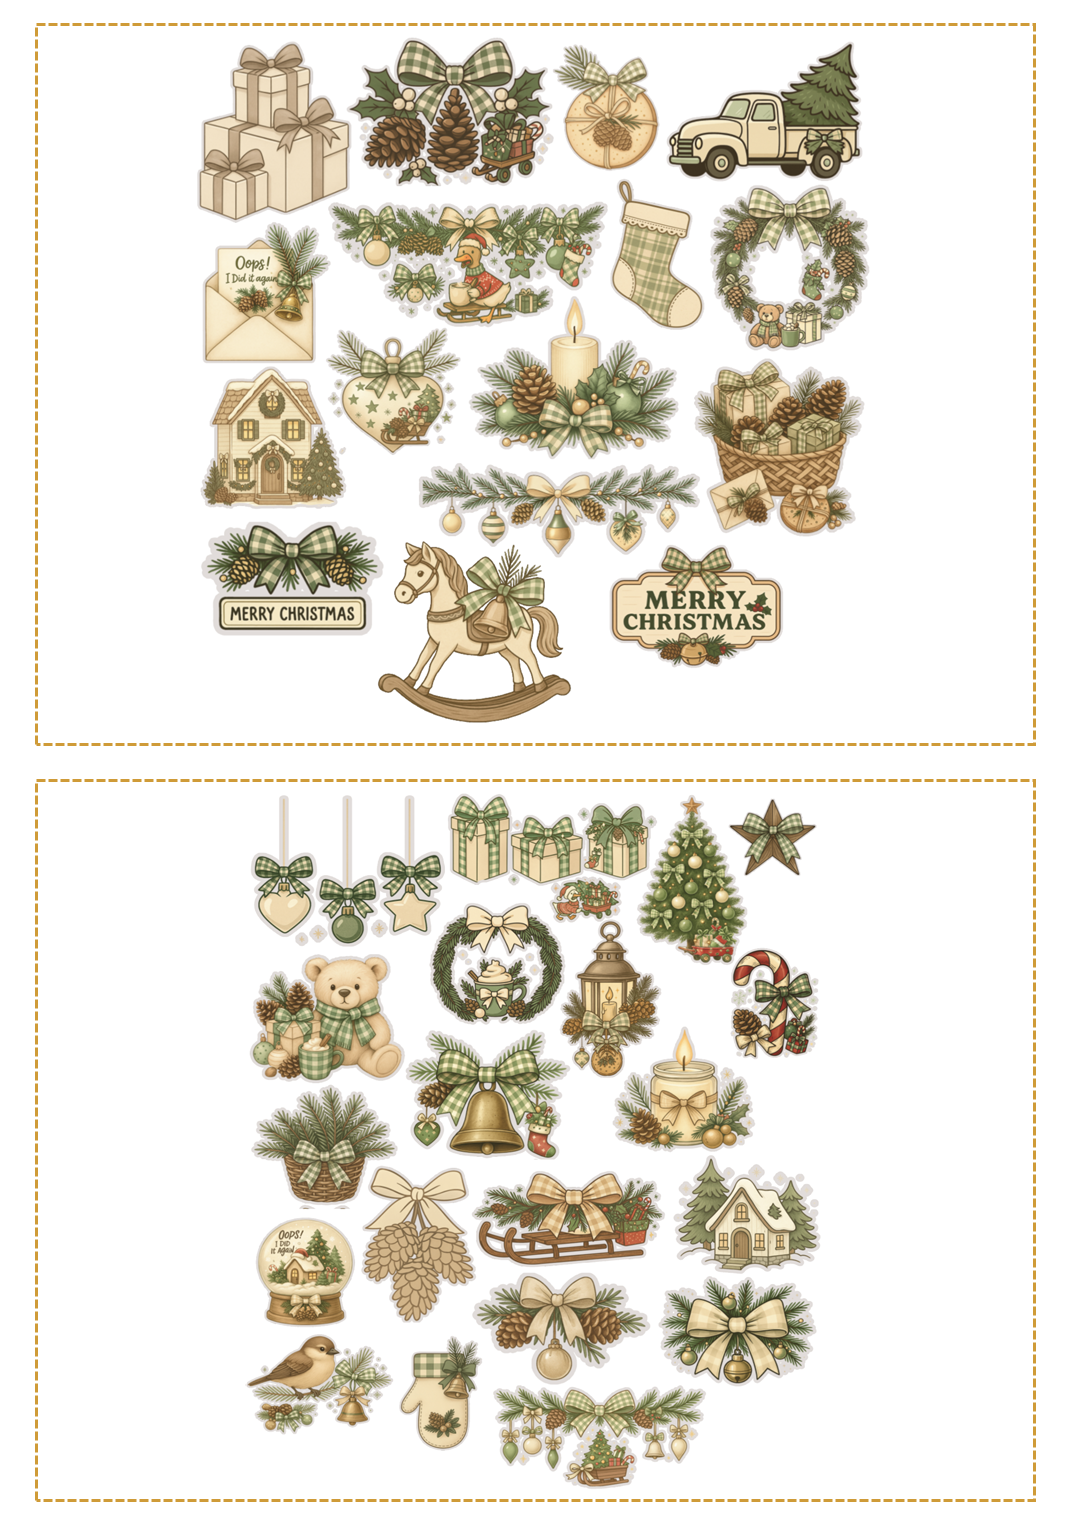 Oops!
I Did it again
MERRY CHRISTMAS
MERRY
CHRISTMAS
OOPS!
I DID
IT AGAIN